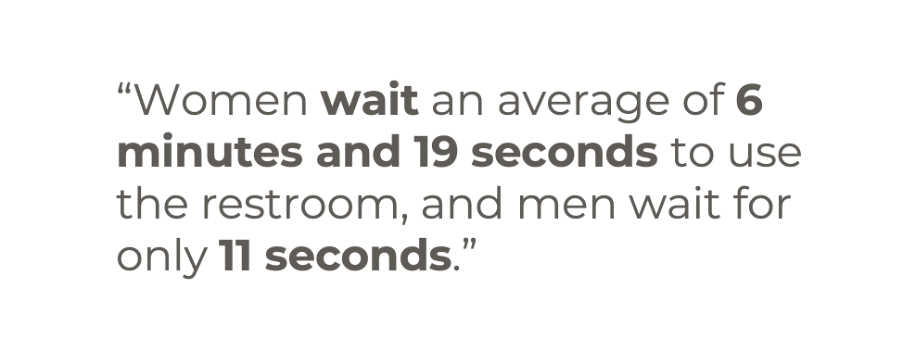 “Women wait an average of 6
minutes and 19 seconds to use
the restroom, and men wait for
only 11 seconds.”